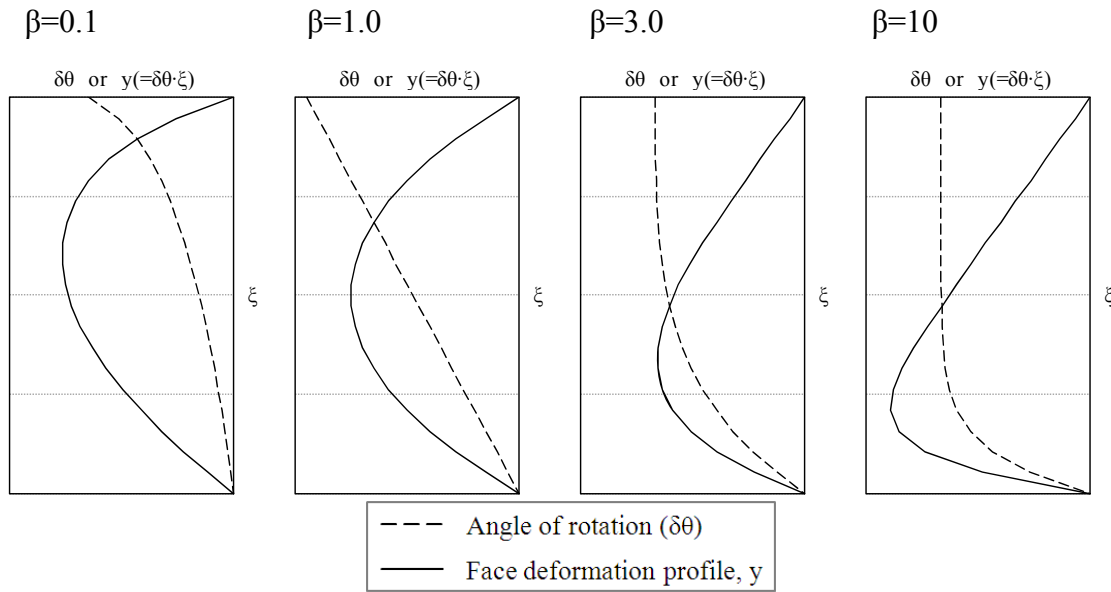 β=0.1
β=1.0
β=3.0
β=10
δθ or y(=δθ·ξ)
δθ or y(=δθ·ξ)
δθ or y(=δθ·ξ)
δθ or y(=δθ·ξ)
ξ
ξ
ξ
ξ
Angle of rotation (δθ)
Face deformation profile, y